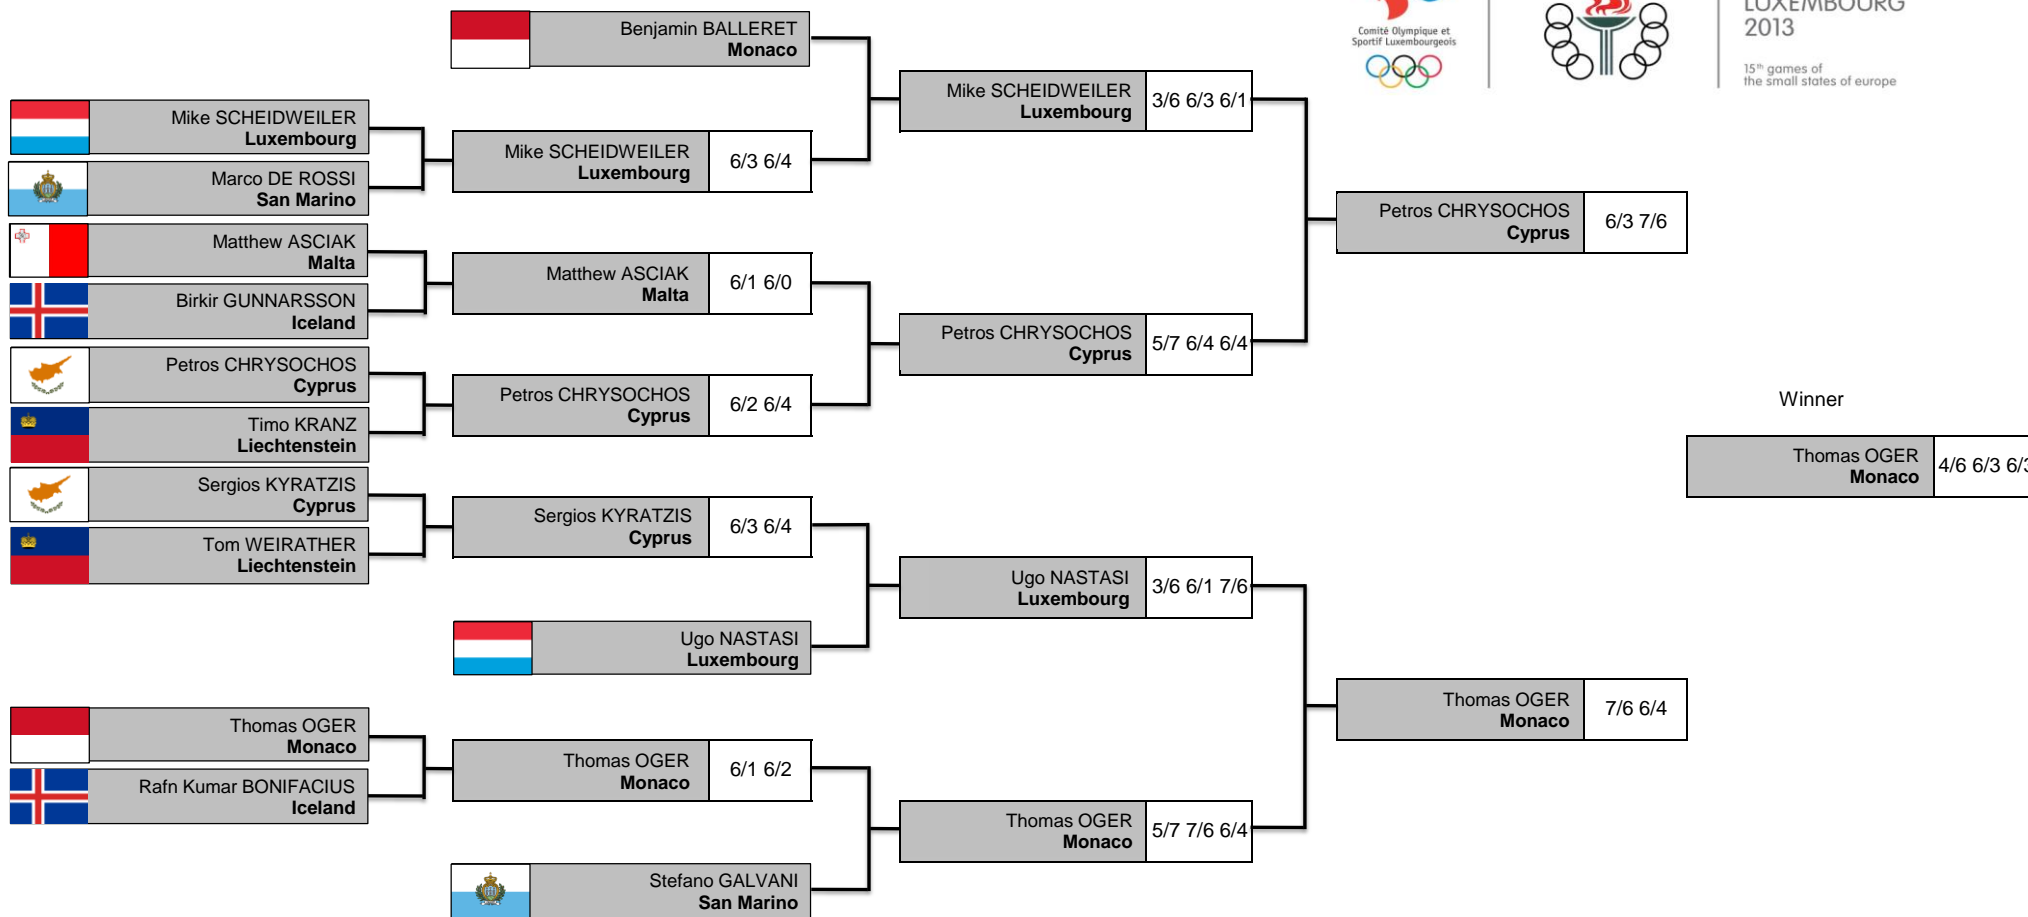 Benjamin BALLERET
Monaco
Comité Olympique et
Sportif Luxembourgeois
LUXEMBOURG
2013
15th games of
the small states of europe
Mike SCHEIDWEILER
Luxembourg
3/6 6/3 6/1
Mike SCHEIDWEILER
Luxembourg
Mike SCHEIDWEILER
Luxembourg
6/3 6/4
Marco DE ROSSI
San Marino
Petros CHRYSOCHOS
Cyprus
6/3 7/6
Matthew ASCIAK
Malta
Matthew ASCIAK
Malta
6/1 6/0
Birkir GUNNARSSON
Iceland
Petros CHRYSOCHOS
Cyprus
5/7 6/4 6/4
Petros CHRYSOCHOS
Cyprus
Petros CHRYSOCHOS
Cyprus
6/2 6/4
Timo KRANZ
Liechtenstein
Winner
Thomas OGER
Monaco
4/6 6/3 6/3
Sergios KYRATZIS
Cyprus
Sergios KYRATZIS
Cyprus
6/3 6/4
Tom WEIRATHER
Liechtenstein
Ugo NASTASI
Luxembourg
3/6 6/1 7/6
Ugo NASTASI
Luxembourg
Thomas OGER
Monaco
7/6 6/4
Thomas OGER
Monaco
Thomas OGER
Monaco
6/1 6/2
Rafn Kumar BONIFACIUS
Iceland
Thomas OGER
Monaco
5/7 7/6 6/4
Stefano GALVANI
San Marino